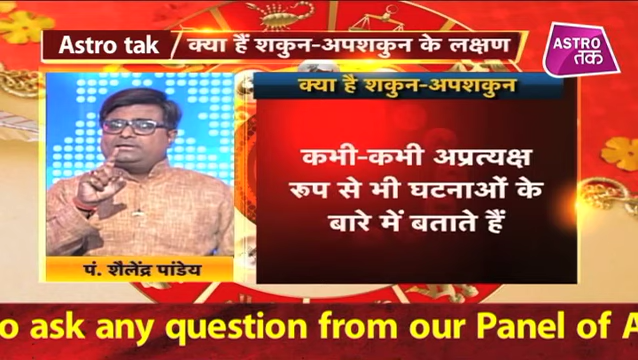 Astro tak / क्या हैं शकुन-अपशकुन के लक्षण
ASTRO
तक
क्या है शकुन-अपशकुन
कभी-कभी अप्रत्यक्ष
रूप से भी घटनाओं के
बारे में बताते हैं
पं. शैलेंद्र पांडेय
o ask any question from our Panel of A